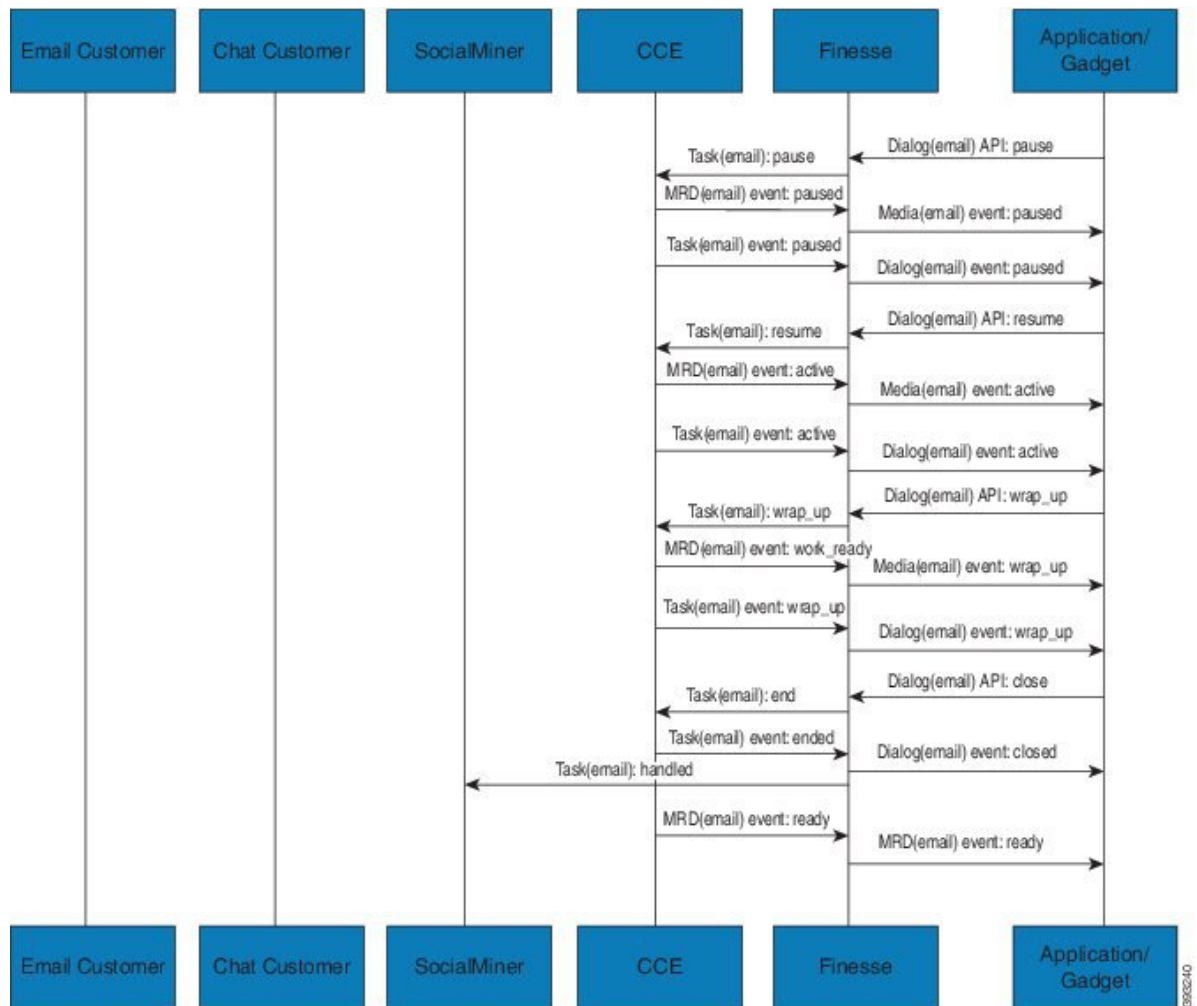 Email Customer
Chat Customer
SocialMiner
CCE
Finesse
Application/
Gadget
Dialog(email) API: pause
Task(email): pause
MRD(email) event: paused
Media(email) event: paused
Task(email) event: paused
Dialog(email) event: paused
Dialog(email) API: resume
Task(email): resume
MRD(email) event: active
Media(email) event: active
Task(email) event: active
Dialog(email) event: active
Dialog(email) API: wrap_up
Task(email): wrap_up
MRD(email) event: work_ready
Media(email) event: wrap_up
Task(email) event: wrap_up
Dialog(email) event: wrap_up
Dialog(email) API: close
Task(email): end
Task(email) event: ended
Dialog(email) event: closed
Task(email): handled
MRD(email) event: ready
MRD(email) event: ready
Email Customer
Chat Customer
SocialMiner
CCE
Finesse
Application/
Gadget
393240